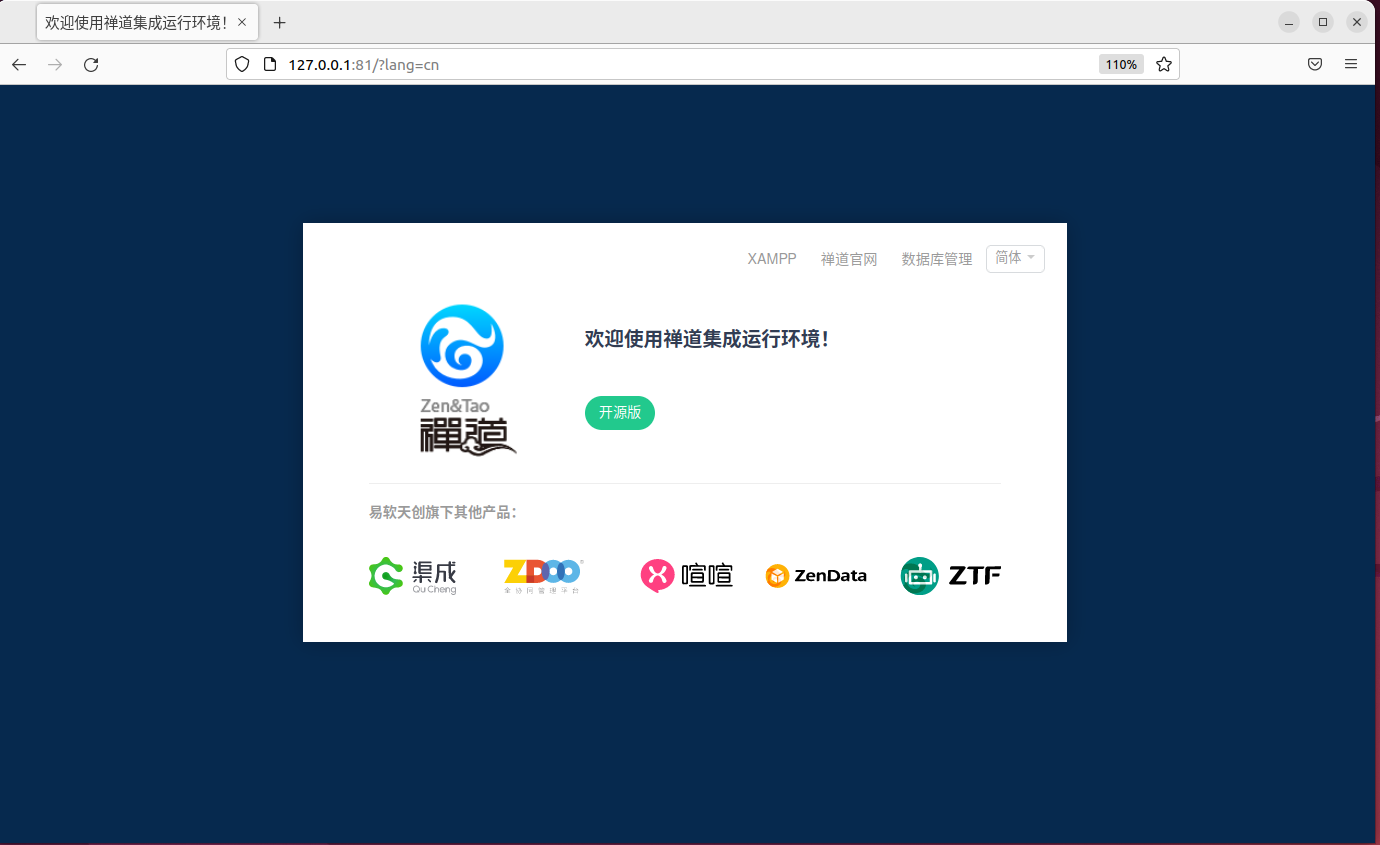 欢迎使用禅道集成运行环境!
127.0.0.1:81/?lang=cn
110%
XAMPP 禅道官网 数据库管理 简体
欢迎使用禅道集成运行环境!
Zen&Tao
禪道
开源版
易软天创旗下其他产品:
渠成
Qu Cheng
ZDOO
全协同管理平台
喧喧
ZenData
ZTF